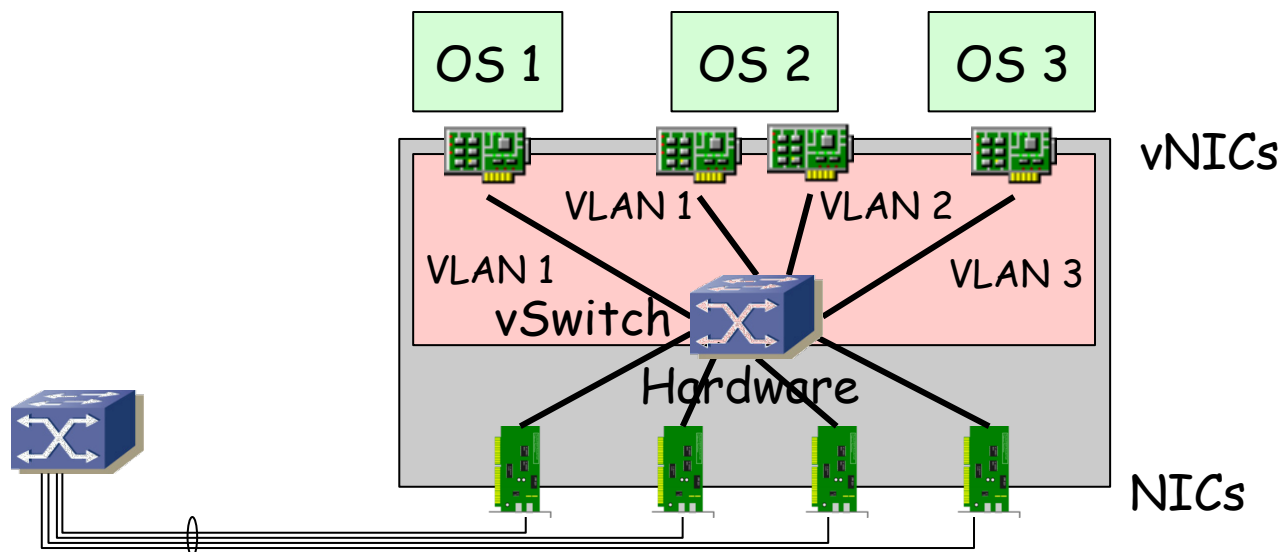 OS 1
OS 2
OS 3
vNICs
VLAN 1
VLAN 2
VLAN 1
VLAN 3
vSwitch
Hardware
NICs